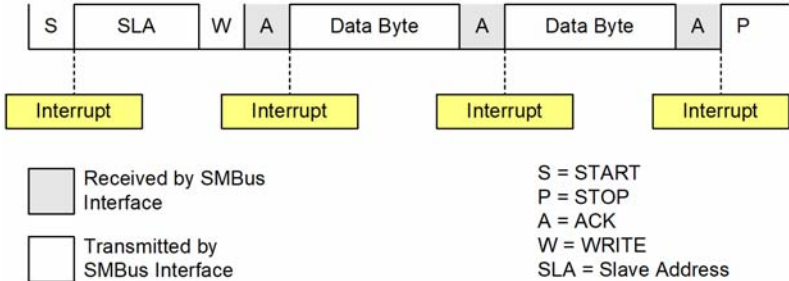 S SLA W A Data Byte A Data Byte A P
Interrupt Interrupt Interrupt Interrupt
Received by SMBus
Interface
Transmitted by
SMBus Interface
S = START
P = STOP
A = ACK
W = WRITE
SLA = Slave Address